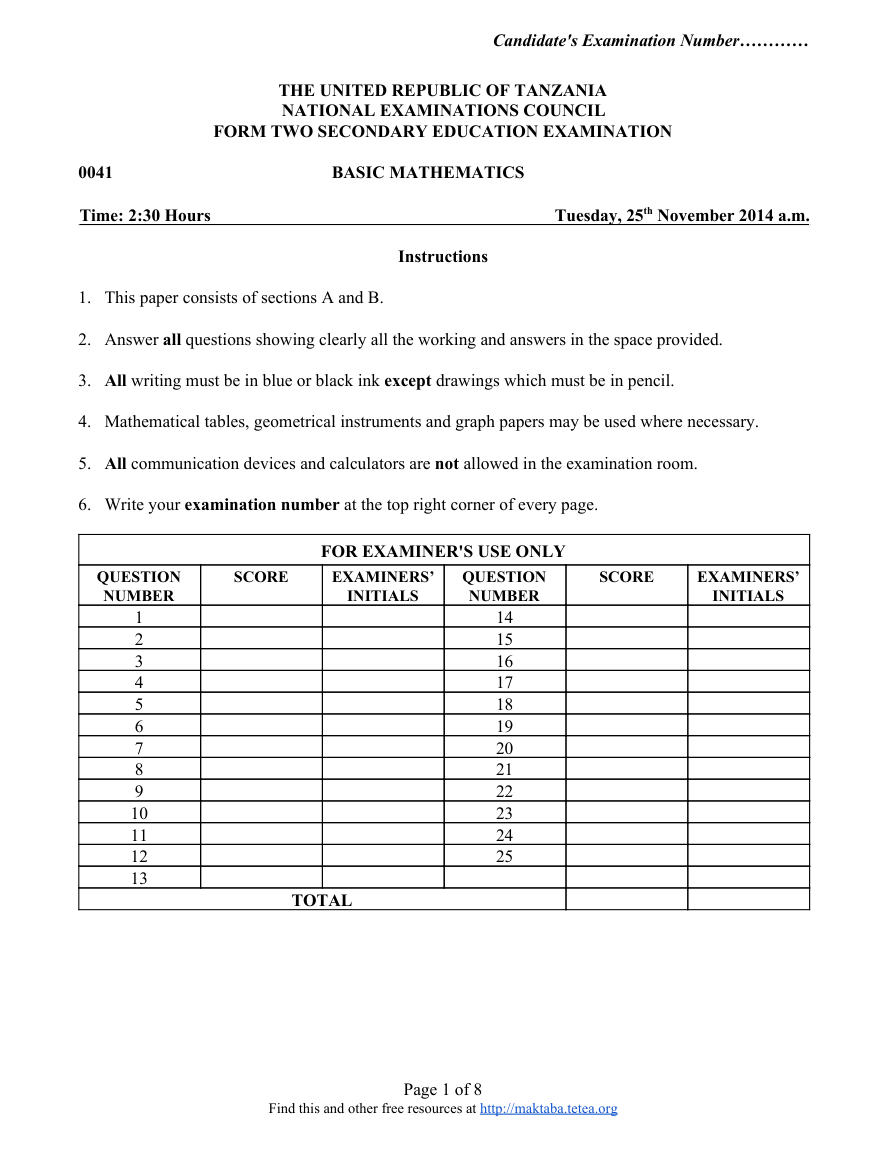 Candidate's Examination Number…………
THE UNITED REPUBLIC OF TANZANIA
NATIONAL EXAMINATIONS COUNCIL
FORM TWO SECONDARY EDUCATION EXAMINATION
0041 BASIC MATHEMATICS
Time: 2:30 Hours Tuesday, 25th November 2014 a.m.
Instructions
1. This paper consists of sections A and B.
2. Answer all questions showing clearly all the working and answers in the space provided.
3. All writing must be in blue or black ink except drawings which must be in pencil.
4. Mathematical tables, geometrical instruments and graph papers may be used where necessary.
5. All communication devices and calculators are not allowed in the examination room.
6. Write your examination number at the top right corner of every page.
FOR EXAMINER'S USE ONLY
QUESTION NUMBER SCORE EXAMINERS’ INITIALS QUESTION NUMBER SCORE EXAMINERS’ INITIALS
1 14
2 15
3 16
4 17
5 18
6 19
7 20
8 21
9 22
10 23
11 24
12 25
13
TOTAL
Page 1 of 8
Find this and other free resources at http://maktaba.tetea.org